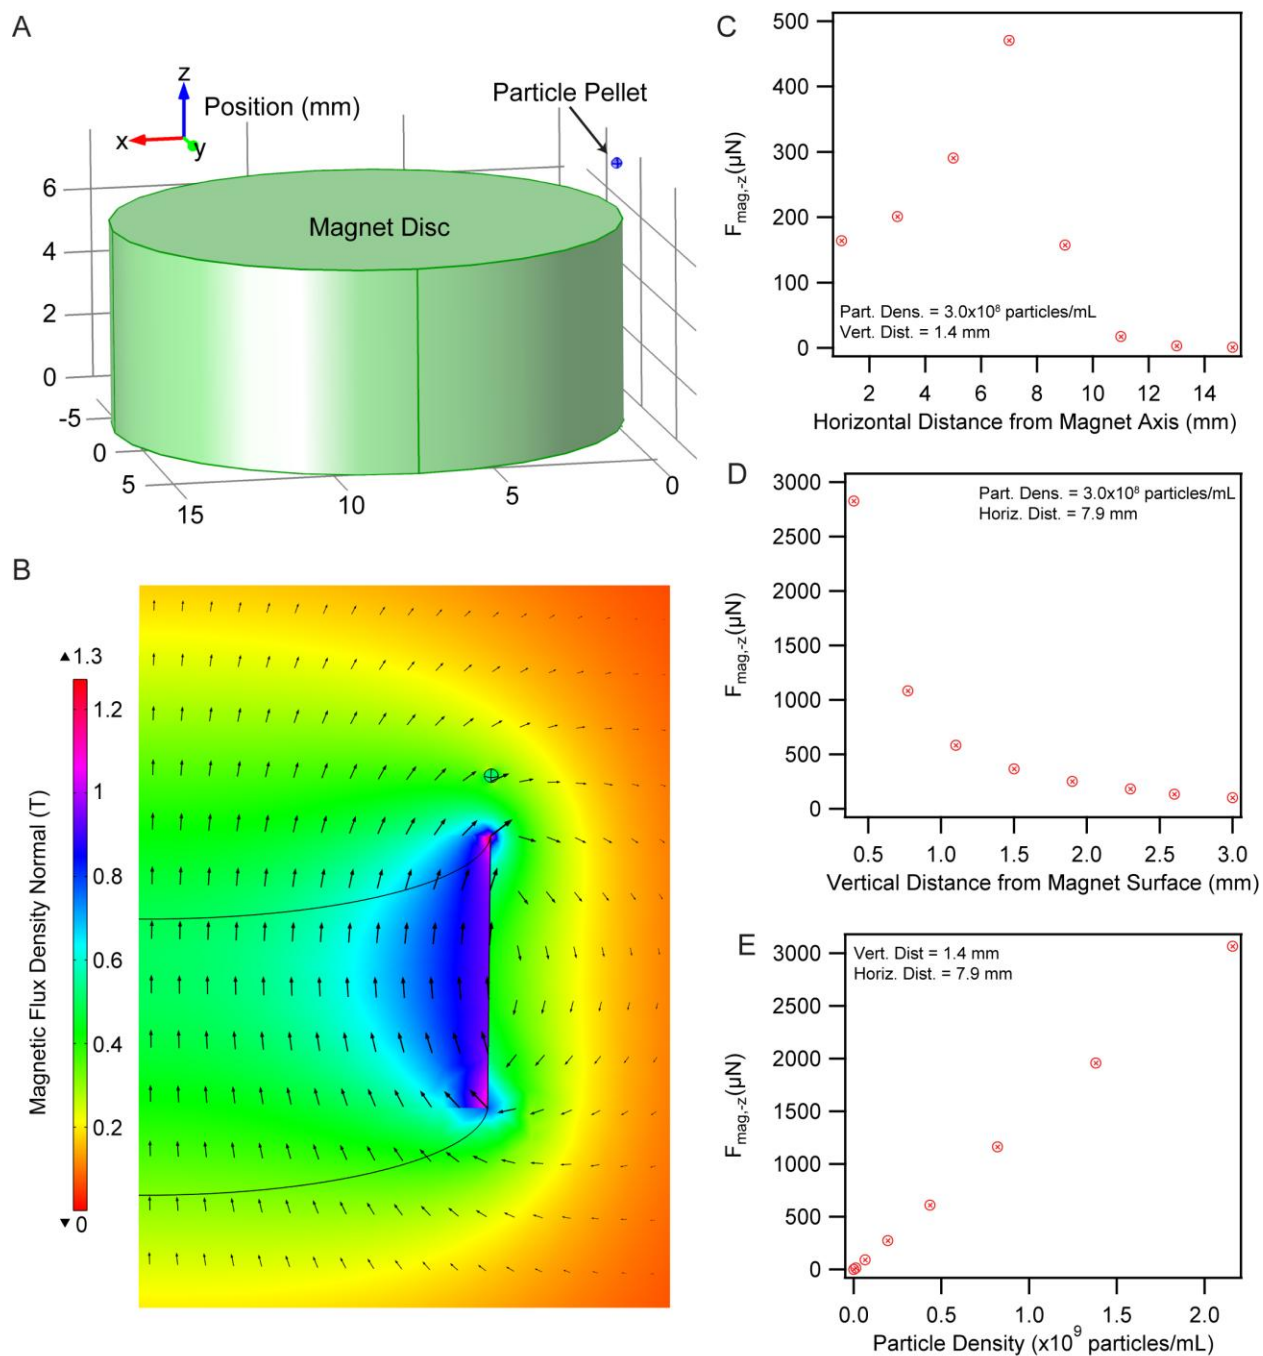 A
z
Position (mm)
x
y
Particle Pellet
Magnet Disc
6
4
2
0
-5
0
5
15
10
5
0
B
Magnetic Flux Density Normal (T)
▲1.3
1.2
1
0.8
0.6
0.4
0.2
▼0
C
F_mag,-z(µN)
500
400
300
200
100
0
Part. Dens. = 3.0x10⁸ particles/mL
Vert. Dist. = 1.4 mm
2 4 6 8 10 12 14
Horizontal Distance from Magnet Axis (mm)
D
F_mag,-z(µN)
3000
2500
2000
1500
1000
500
0
Part. Dens. = 3.0x10⁸ particles/mL
Horiz. Dist. = 7.9 mm
0.5 1.0 1.5 2.0 2.5 3.0
Vertical Distance from Magnet Surface (mm)
E
F_mag,-z(µN)
3000
2500
2000
1500
1000
500
0
Vert. Dist = 1.4 mm
Horiz. Dist. = 7.9 mm
0.0 0.5 1.0 1.5 2.0
Particle Density (x10⁹ particles/mL)